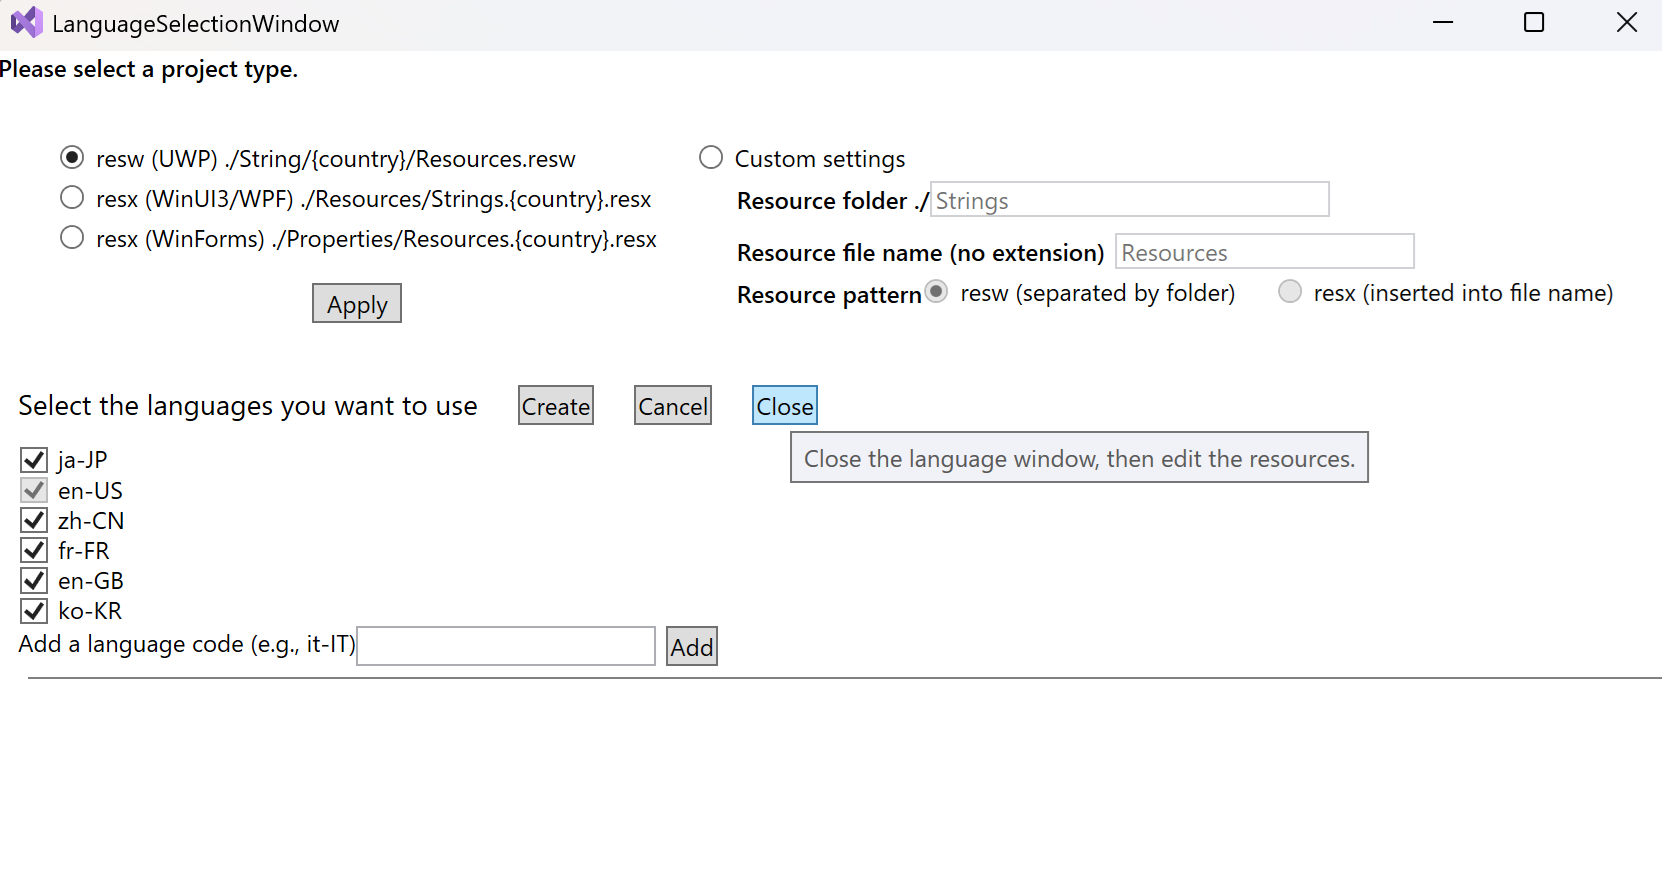 LanguageSelectionWindow
Please select a project type.
resw (UWP) ./String/{country}/Resources.resw
resx (WinUI3/WPF) ./Resources/Strings.{country}.resx
resx (WinForms) ./Properties/Resources.{country}.resx
Apply
Custom settings
Resource folder ./ Strings
Resource file name (no extension) Resources
Resource pattern resw (separated by folder) resx (inserted into file name)
Select the languages you want to use Create Cancel Close
Close the language window, then edit the resources.
ja-JP
en-US
zh-CN
fr-FR
en-GB
ko-KR
Add a language code (e.g., it-IT) Add